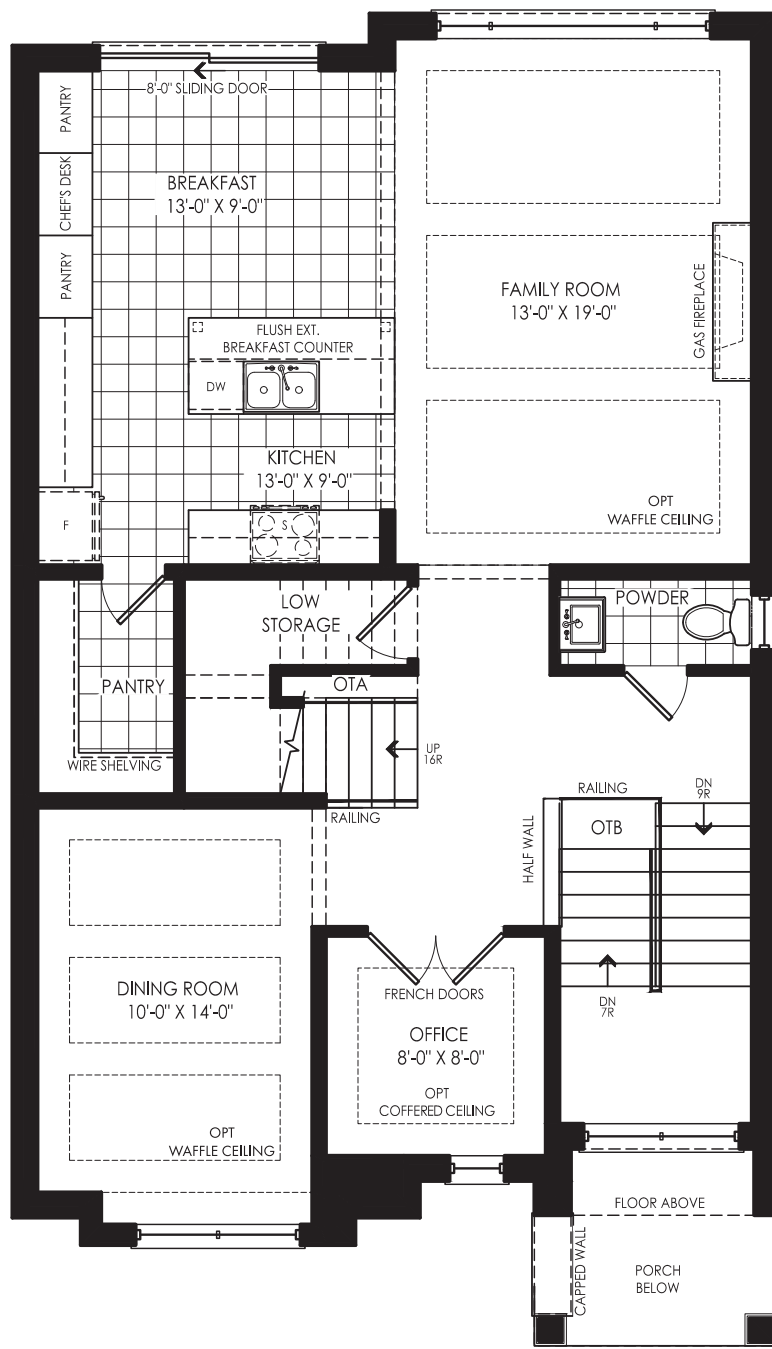 8'-0" SLIDING DOOR
PANTRY
CHEF'S DESK
PANTRY
BREAKFAST
13'-0" X 9'-0"
FAMILY ROOM
13'-0" X 19'-0"
GAS FIREPLACE
FLUSH EXT.
BREAKFAST COUNTER
DW
KITCHEN
13'-0" X 9'-0"
OPT
WAFFLE CEILING
F
S
LOW
STORAGE
POWDER
PANTRY
WIRE SHELVING
OTA
UP
16R
RAILING
RAILING
DN
9R
OTB
HALF WALL
DINING ROOM
10'-0" X 14'-0"
OPT
WAFFLE CEILING
FRENCH DOORS
OFFICE
8'-0" X 8'-0"
OPT
COFFERED CEILING
DN
7R
FLOOR ABOVE
CAPPED WALL
PORCH
BELOW